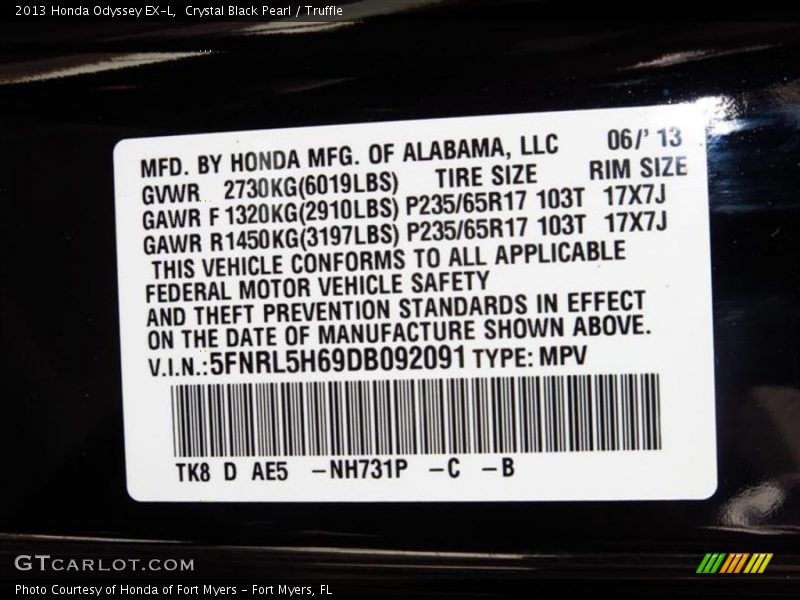 2013 Honda Odyssey EX-L, Crystal Black Pearl / Truffle
MFD. BY HONDA MFG. OF ALABAMA, LLC 06/' 13
GVWR 2730KG(6019LBS) TIRE SIZE RIM SIZE
GAWR F 1320KG(2910LBS) P235/65R17 103T 17X7J
GAWR R1450KG(3197LBS) P235/65R17 103T 17X7J
THIS VEHICLE CONFORMS TO ALL APPLICABLE
FEDERAL MOTOR VEHICLE SAFETY
AND THEFT PREVENTION STANDARDS IN EFFECT
ON THE DATE OF MANUFACTURE SHOWN ABOVE.
V.I.N.:5FNRL5H69DB092091 TYPE: MPV
TK8 D AE5 -NH731P -C -B
GTCARLOT.COM
Photo Courtesy of Honda of Fort Myers - Fort Myers, FL